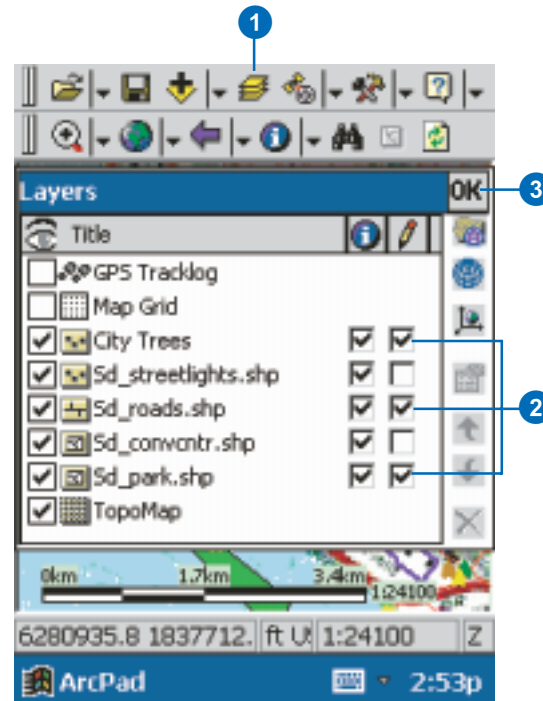 1
Layers OK 3
Title
GPS Tracklog
Map Grid
City Trees
Sd_streetlights.shp
Sd_roads.shp 2
Sd_convcntr.shp
Sd_park.shp
TopoMap
0km 1.7km 3.4km
1:24100
6280935.8 1837712. ft U 1:24100 Z
ArcPad 2:53p